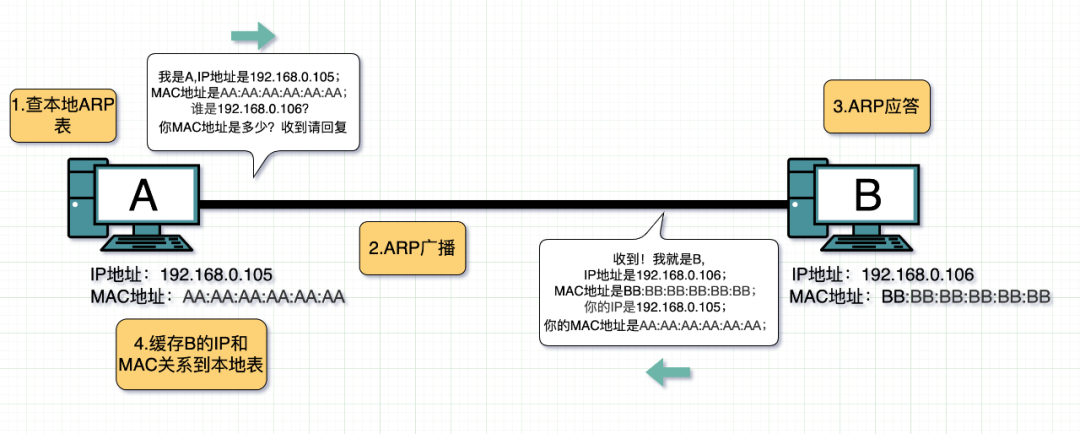 我是A,IP地址是192.168.0.105;
MAC地址是AA:AA:AA:AA:AA:AA;
谁是192.168.0.106?
你MAC地址是多少? 收到请回复
1.查本地ARP
表
3.ARP应答
A
B
2.ARP广播
收到！我就是B,
IP地址是192.168.0.106;
MAC地址是BB:BB:BB:BB:BB:BB;
你的IP是192.168.0.105;
你的MAC地址是AA:AA:AA:AA:AA:AA;
IP地址：192.168.0.105
MAC地址：AA:AA:AA:AA:AA:AA
IP地址：192.168.0.106
MAC地址：BB:BB:BB:BB:BB:BB
4.缓存B的IP和
MAC关系到本地表